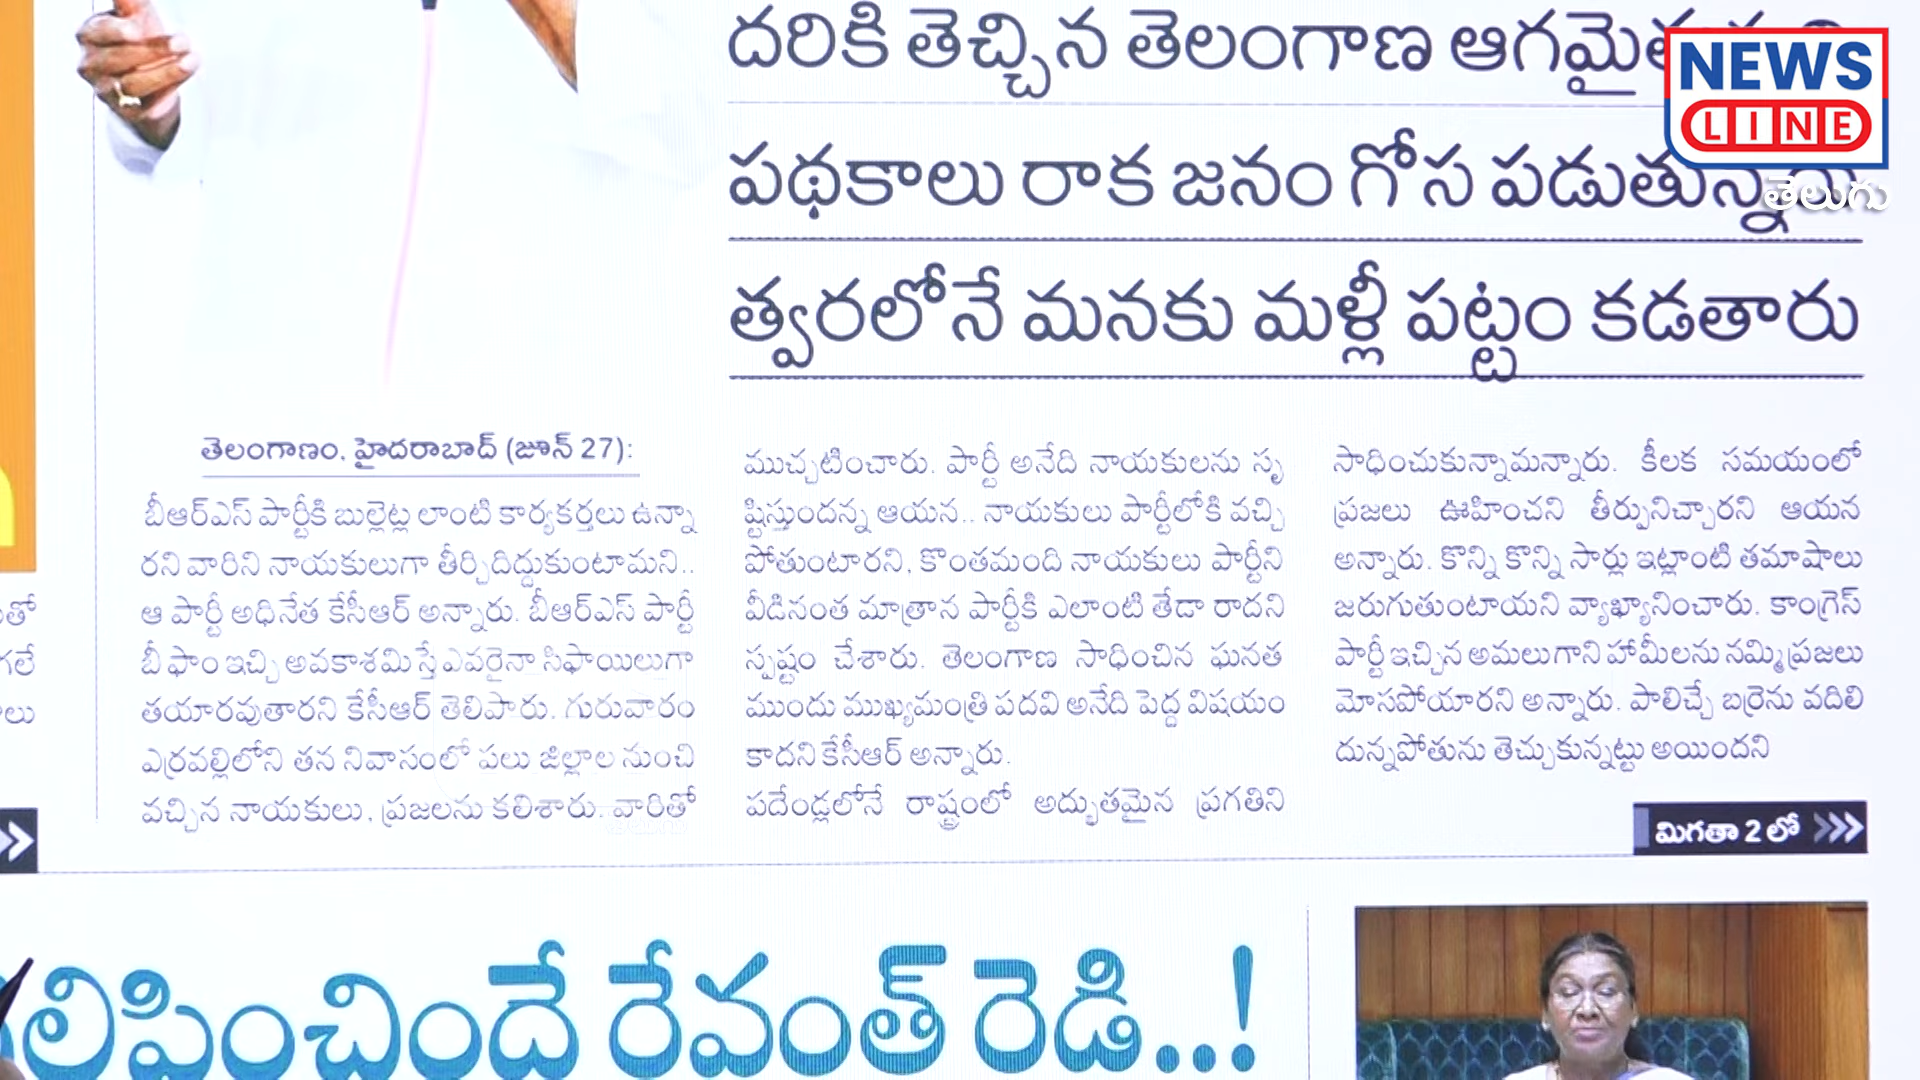 దరికి తెచ్చిన తెలంగాణ
NEWS
LINE
తెలుగు
పథకాలు రాక జనం గోస పడుతున్నారు
త్వరలోనే మనకు మళ్లీ పట్టం కడతారు
తెలంగాణం, హైదరాబాద్ (జూన్ 27):
బీఆర్ఎస్ పార్టీకి బుల్లెట్ల లాంటి కార్యకర్తలు ఉన్నా
రని వారిని నాయకులుగా తీర్చిదిద్దుకుంటామని..
ఆ పార్టీ అధినేత కేసీఆర్ అన్నారు. బీఆర్ఎస్ పార్టీ
బీ ఫాం ఇచ్చి అవకాశమిస్తే ఎవరైనా సిఫాయిలుగా
తయారవుతారని కేసీఆర్ తెలిపారు. గురువారం
ఎర్రవల్లిలోని తన నివాసంలో పలు జిల్లాల నుంచి
వచ్చిన నాయకులు, ప్రజలను కలిశారు. వారితో
ముచ్చటించారు. పార్టీ అనేది నాయకులను సృ
ష్టిస్తుందన్న ఆయన.. నాయకులు పార్టీలోకి వచ్చి
పోతుంటారని, కొంతమంది నాయకులు పార్టీని
వీడినంత మాత్రాన పార్టీకి ఎలాంటి తేడా రాదని
స్పష్టం చేశారు. తెలంగాణ సాధించిన ఘనత
ముందు ముఖ్యమంత్రి పదవి అనేది పెద్ద విషయం
కాదని కేసీఆర్ అన్నారు.
పదేండ్లలోనే రాష్ట్రంలో అద్భుతమైన ప్రగతిని
సాధించుకున్నామన్నారు. కీలక సమయంలో
ప్రజలు ఊహించని తీర్పునిచ్చారని ఆయన
అన్నారు. కొన్ని కొన్ని సార్లు ఇట్లాంటి తమాషాలు
జరుగుతుంటాయని వ్యాఖ్యానించారు. కాంగ్రెస్
పార్టీ ఇచ్చిన అమలుగాని హామీలను నమ్మి ప్రజలు
మోసపోయారని అన్నారు. పాలిచ్చే బర్రెను వదిలి
దున్నపోతును తెచ్చుకున్నట్టు అయిందని
మిగతా 2 లో
రేవంత్ రెడి...!